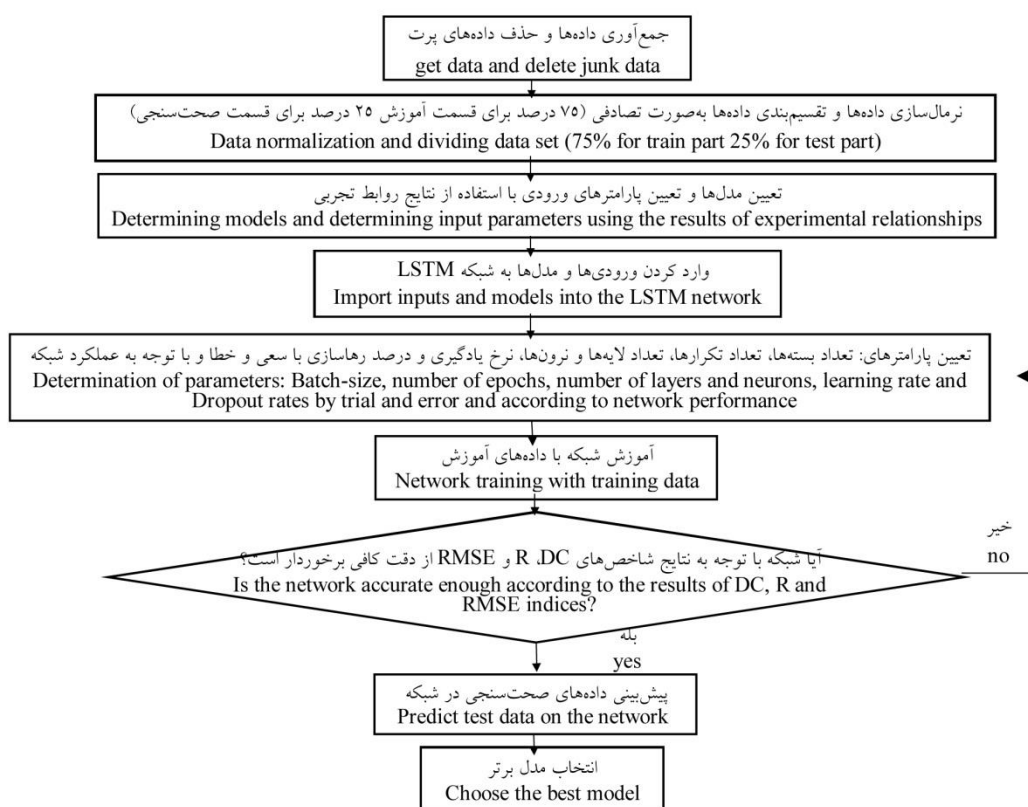 جمع‌آوری داده‌ها و حذف داده‌های پرت
get data and delete junk data
نرمال‌سازی داده‌ها و تقسیم‌بندی داده‌ها به‌صورت تصادفی (۷۵ درصد برای قسمت آموزش ۲۵ درصد برای قسمت صحت‌سنجی)
Data normalization and dividing data set (75% for train part 25% for test part)
تعیین مدل‌ها و تعیین پارامترهای ورودی با استفاده از نتایج روابط تجربی
Determining models and determining input parameters using the results of experimental relationships
وارد کردن ورودی‌ها و مدل‌ها به شبکه LSTM
Import inputs and models into the LSTM network
تعیین پارامترهای: تعداد بسته‌ها، تعداد تکرارها، تعداد لایه‌ها و نرون‌ها، نرخ یادگیری و درصد رهاسازی با سعی و خطا و با توجه به عملکرد شبکه
Determination of parameters: Batch-size, number of epochs, number of layers and neurons, learning rate and
Dropout rates by trial and error and according to network performance
آموزش شبکه با داده‌های آموزش
Network training with training data
آیا شبکه با توجه به نتایج شاخص‌های R ،DC و RMSE از دقت کافی برخوردار است؟
Is the network accurate enough according to the results of DC, R and
RMSE indices?
خیر
no
بله
yes
پیش‌بینی داده‌های صحت‌سنجی در شبکه
Predict test data on the network
انتخاب مدل برتر
Choose the best model